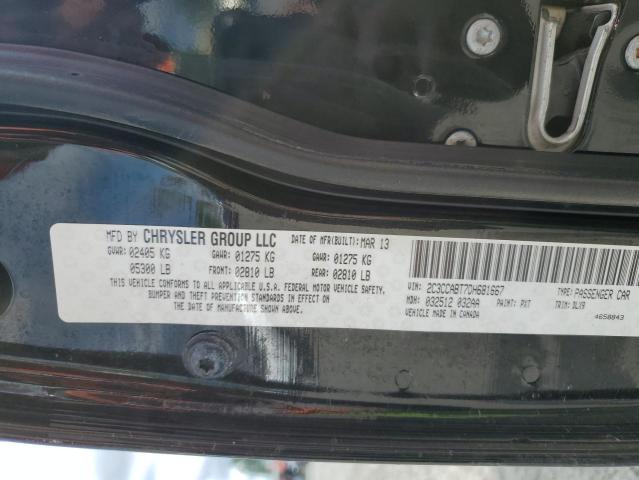 MFD BY CHRYSLER GROUP LLC DATE OF MFR(BUILT): MAR 13
GVWR: 02405 KG GAWR: 01275 KG GAWR: 01275 KG
05300 LB FRONT: 02810 LB REAR: 02810 LB
THIS VEHICLE CONFORMS TO ALL APPLICABLE U.S.A. FEDERAL MOTOR VEHICLE SAFETY,
BUMPER AND THEFT PREVENTION STANDARDS IN EFFECT ON
THE DATE OF MANUFACTURE SHOWN ABOVE.
VIN: 2C3CCABT7DH681667 TYPE: PASSENGER CAR
MDH: 032512 032AA PAINT: PXT TRIM: DLX9
VEHICLE MADE IN CANADA 4658843